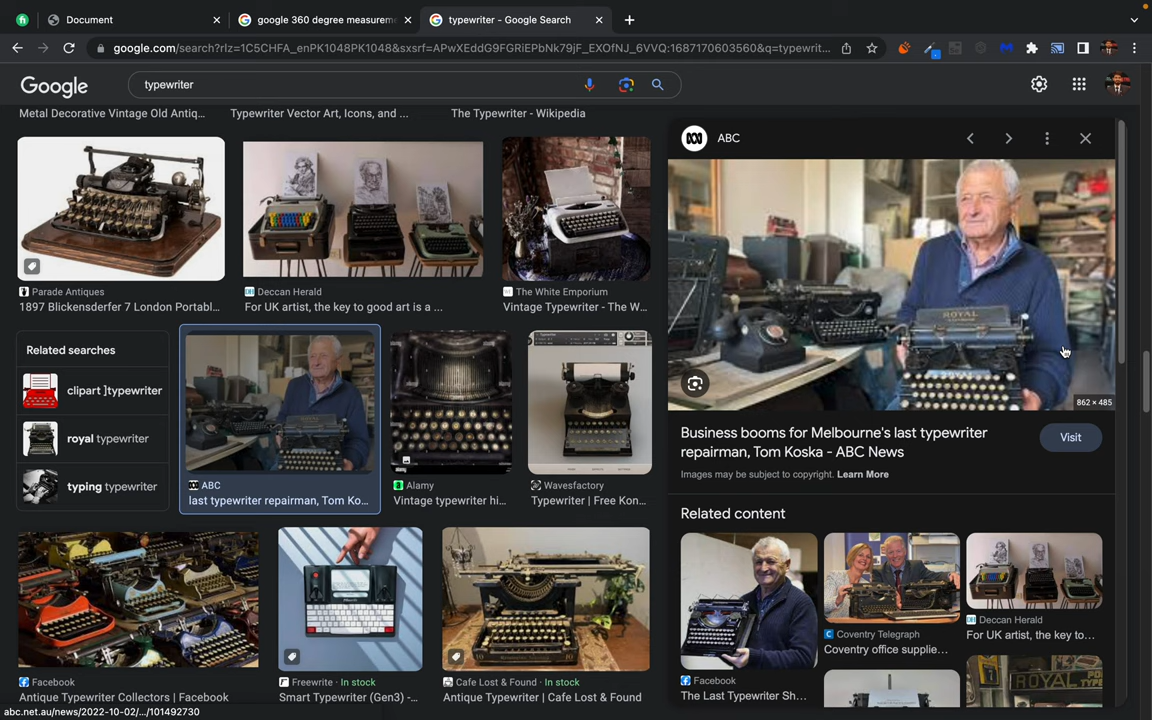 Document
google 360 degree measurem
typewriter - Google Search
google.com/search?rlz=1C5CHFA_enPK1048PK1048&sxsrf=APwXEddG9FGRiEPbNk79jF_EXOfNJ_6VVQ:1687170603560&q=typewrit...
Google
typewriter
Metal Decorative Vintage Old Antiq...
Typewriter Vector Art, Icons, and ...
The Typewriter - Wikipedia
ABC
Parade Antiques
1897 Blickensderfer 7 London Portabl...
Deccan Herald
For UK artist, the key to good art is a ...
The White Emporium
Vintage Typewriter - The W...
ROYAL
862 × 485
Related searches
clipart ]typewriter
royal typewriter
typing typewriter
ABC
last typewriter repairman, Tom Ko...
Alamy
Vintage typewriter hi...
Wavesfactory
Typewriter | Free Kon...
Business booms for Melbourne's last typewriter
repairman, Tom Koska - ABC News
Visit
Images may be subject to copyright. Learn More
Related content
Facebook
Antique Typewriter Collectors | Facebook
Freewrite · In stock
Smart Typewriter (Gen3) -...
Cafe Lost & Found · In stock
Antique Typewriter | Cafe Lost & Found
Facebook
The Last Typewriter Sh...
Coventry Telegraph
Coventry office supplie...
Deccan Herald
For UK artist, the key to...
ROYAL
abc.net.au/news/2022-10-02/.../101492730